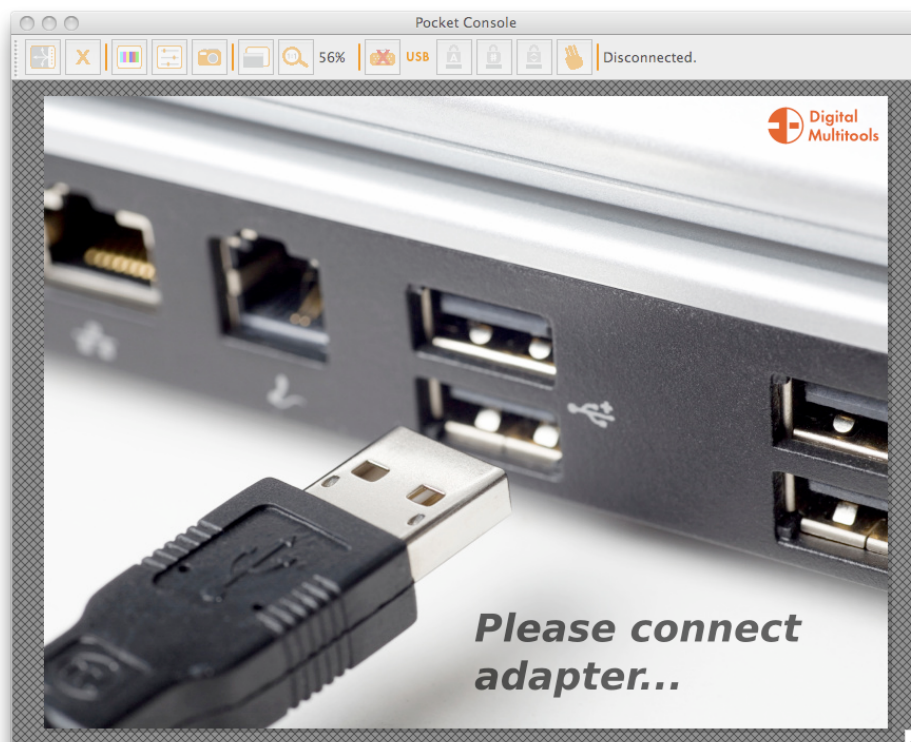 Pocket Console
56%
USB
Disconnected.
Digital
Multitools
Please connect
adapter...